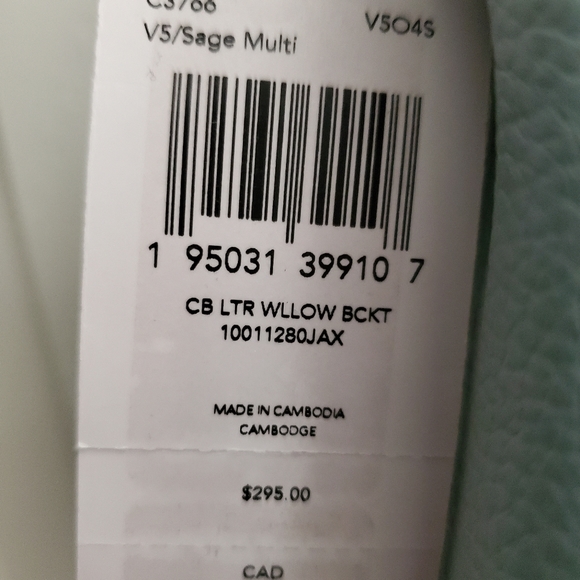 C3766
V5O4S
V5/Sage Multi
1 95031 39910 7
CB LTR WLLOW BCKT
10011280JAX
MADE IN CAMBODIA
CAMBODGE
$295.00
CAD